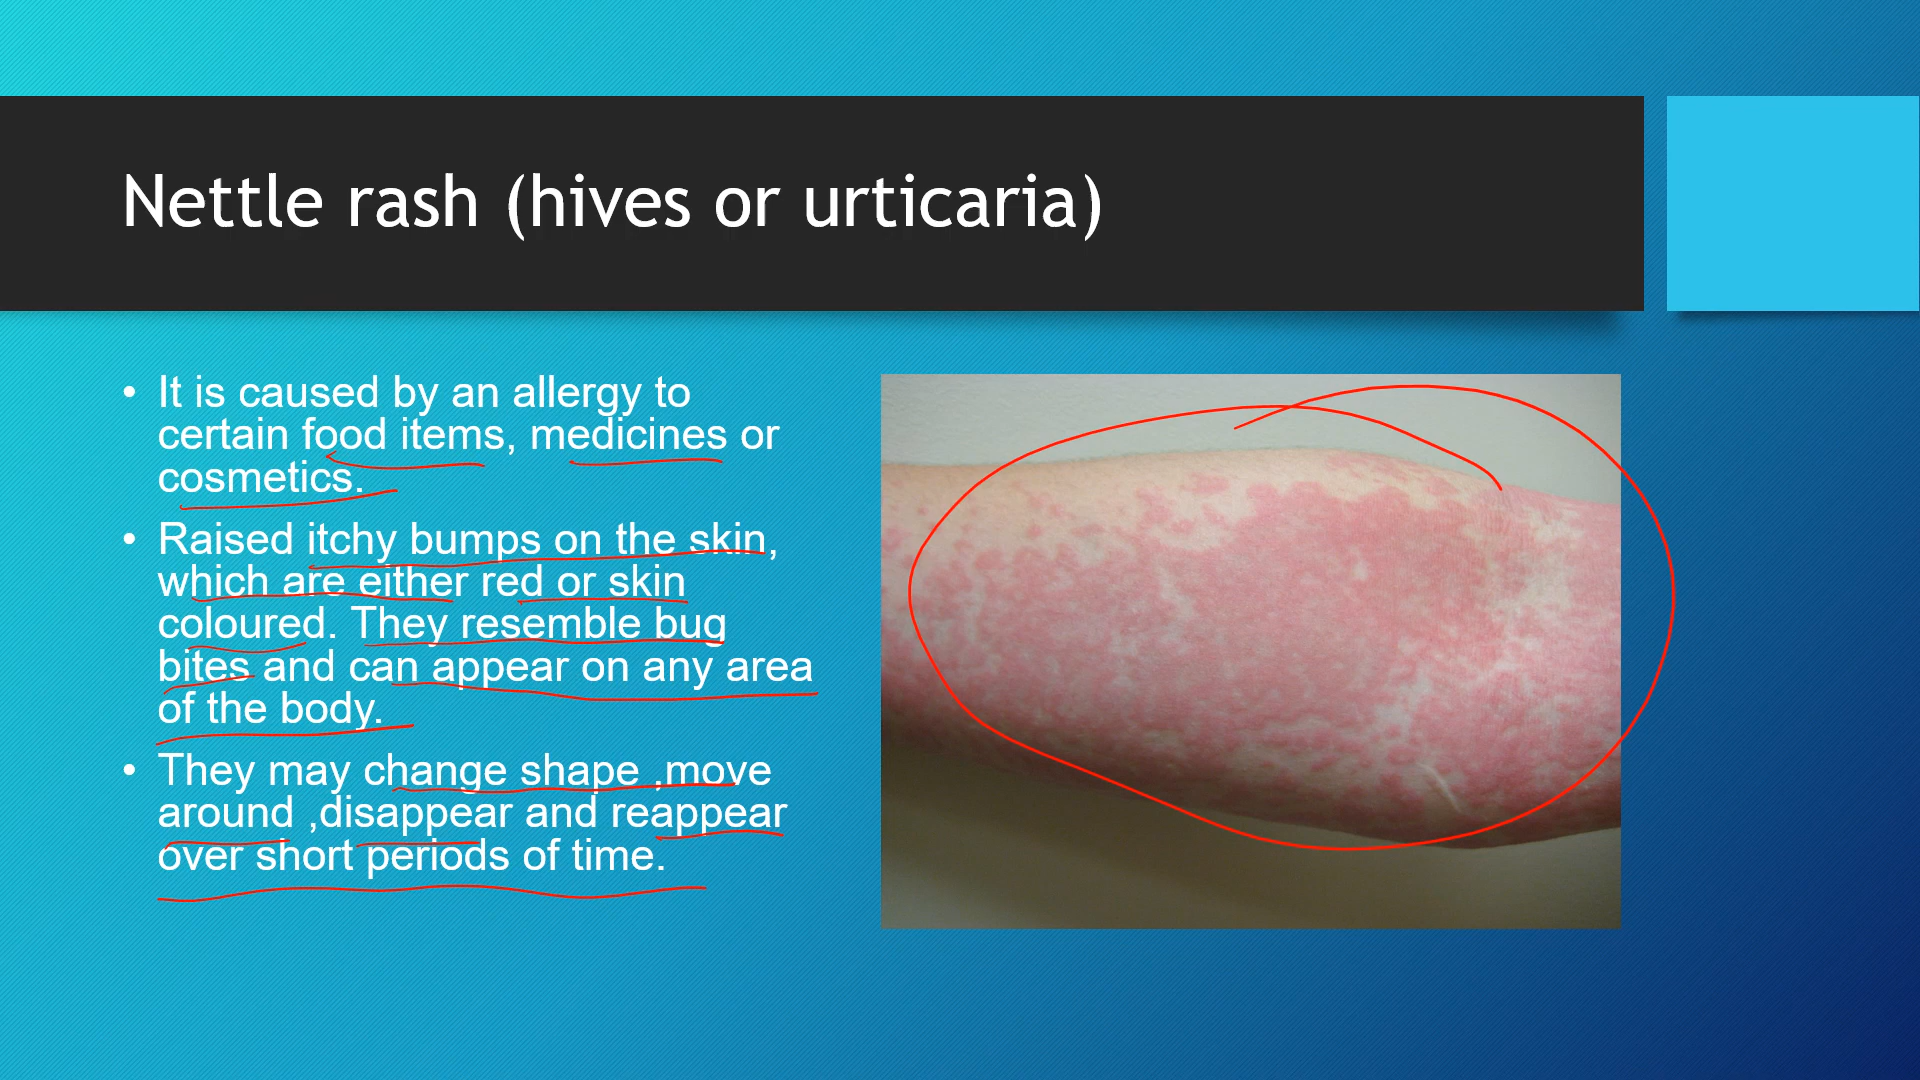 Nettle rash (hives or urticaria)
• It is caused by an allergy to
certain food items, medicines or
cosmetics.
• Raised itchy bumps on the skin,
which are either red or skin
coloured. They resemble bug
bites and can appear on any area
of the body.
• They may change shape ,move
around ,disappear and reappear
over short periods of time.